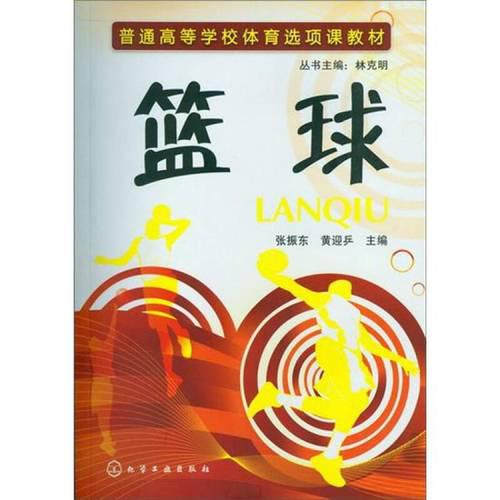 普通高等学校体育选项课教材
丛书主编：林克明
篮球
LANQIU
张振东 黄迎乒 主编
化学工业出版社